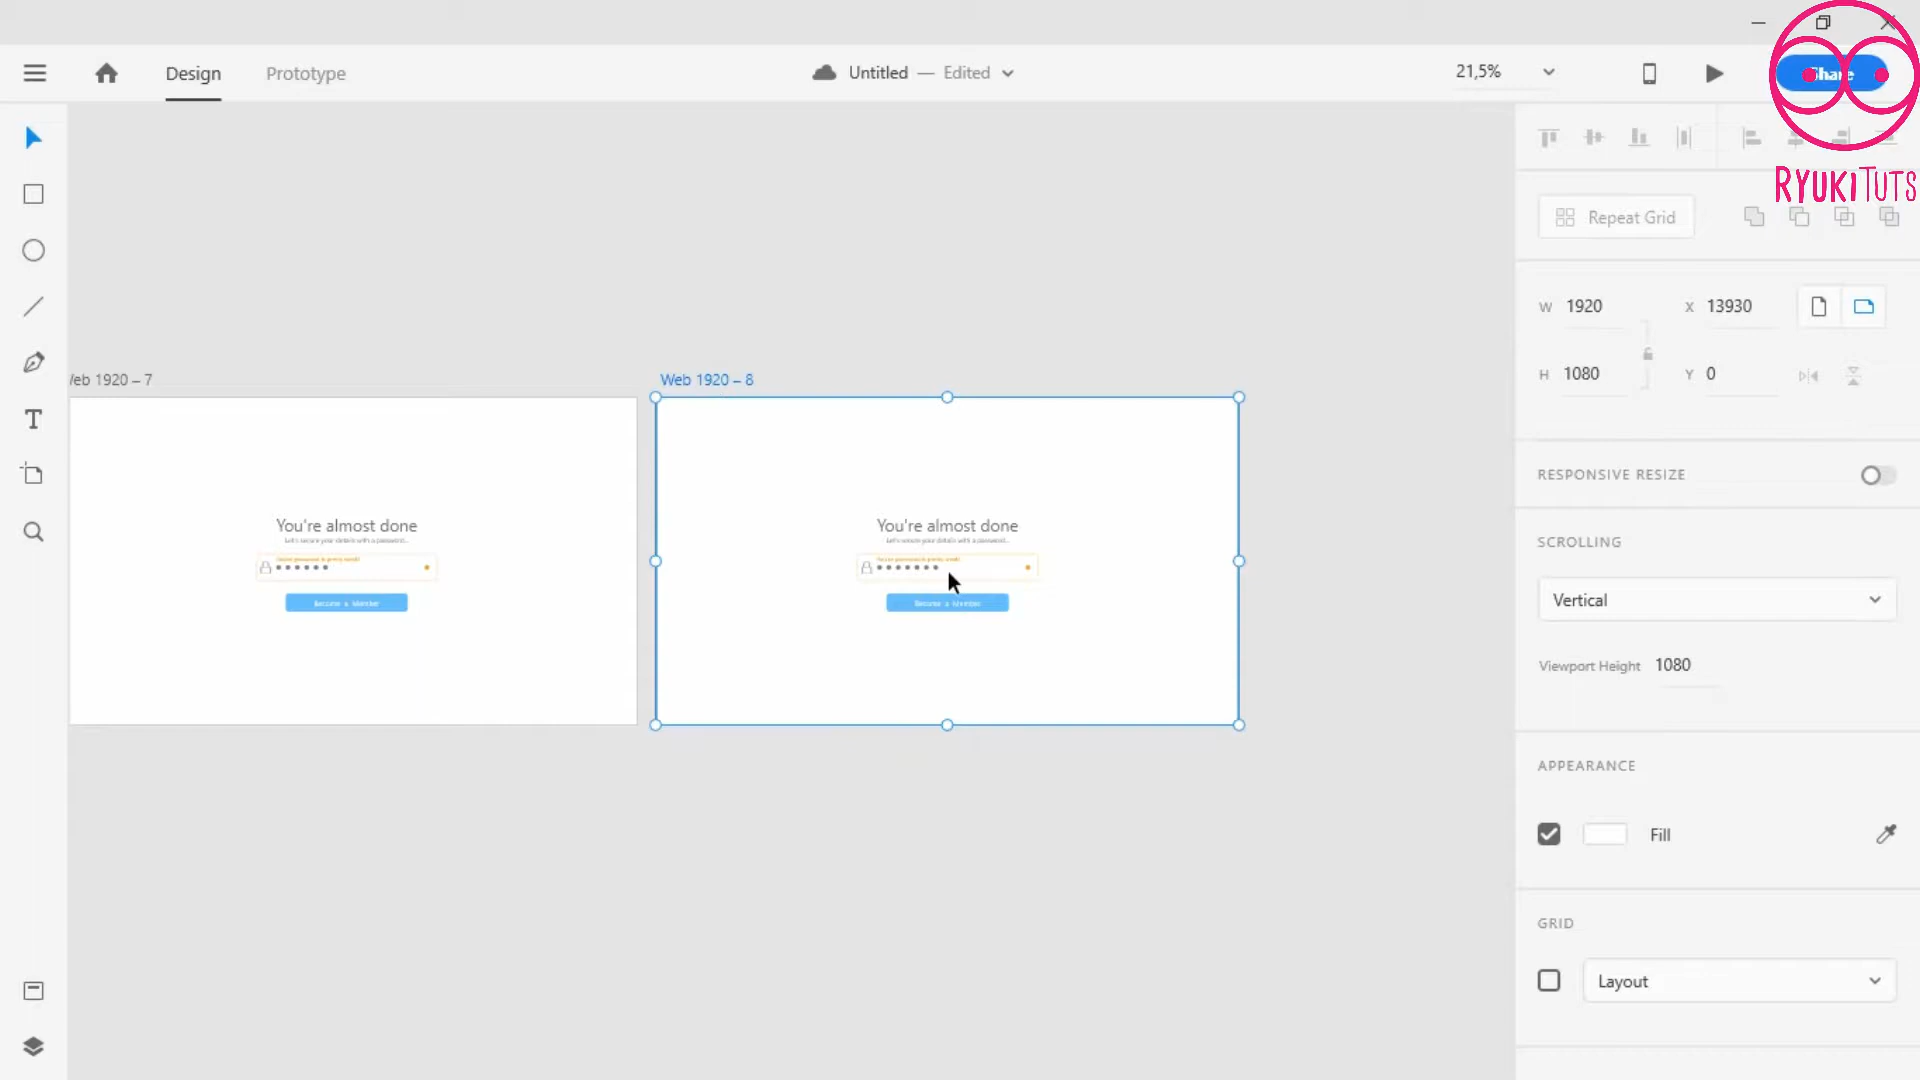 Design
Prototype
Untitled — Edited
21,5%
Share
RYUKITUTS
Repeat Grid
W 1920
X 13930
H 1080
Y 0
RESPONSIVE RESIZE
SCROLLING
Vertical
Viewport Height 1080
APPEARANCE
Fill
GRID
Layout
eb 1920 – 7
Web 1920 – 8
You're almost done
Let's secure your details with a password...
Become a Member
You're almost done
Let's secure your details with a password...
Become a Member